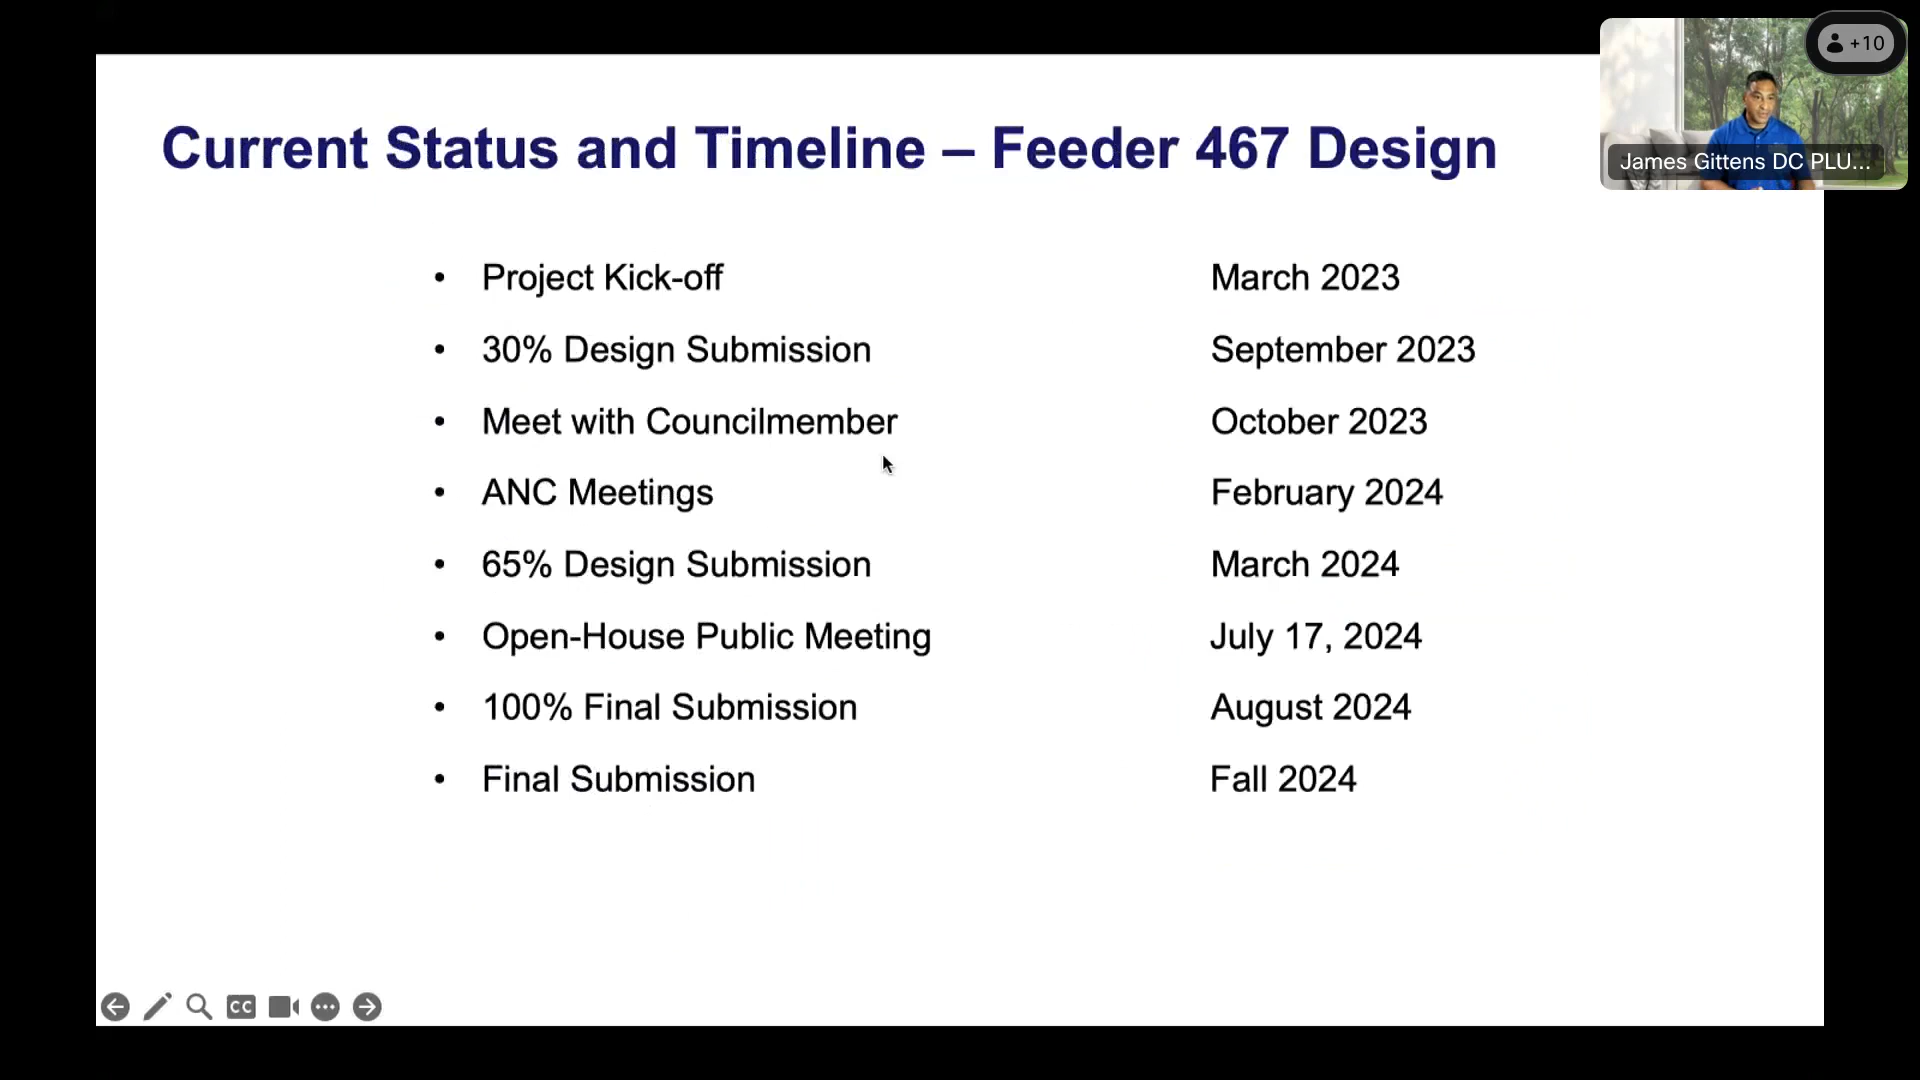 +10
James Gittens DC PLU...
Current Status and Timeline – Feeder 467 Design
• Project Kick-off March 2023
• 30% Design Submission September 2023
• Meet with Councilmember October 2023
• ANC Meetings February 2024
• 65% Design Submission March 2024
• Open-House Public Meeting July 17, 2024
• 100% Final Submission August 2024
• Final Submission Fall 2024
CC